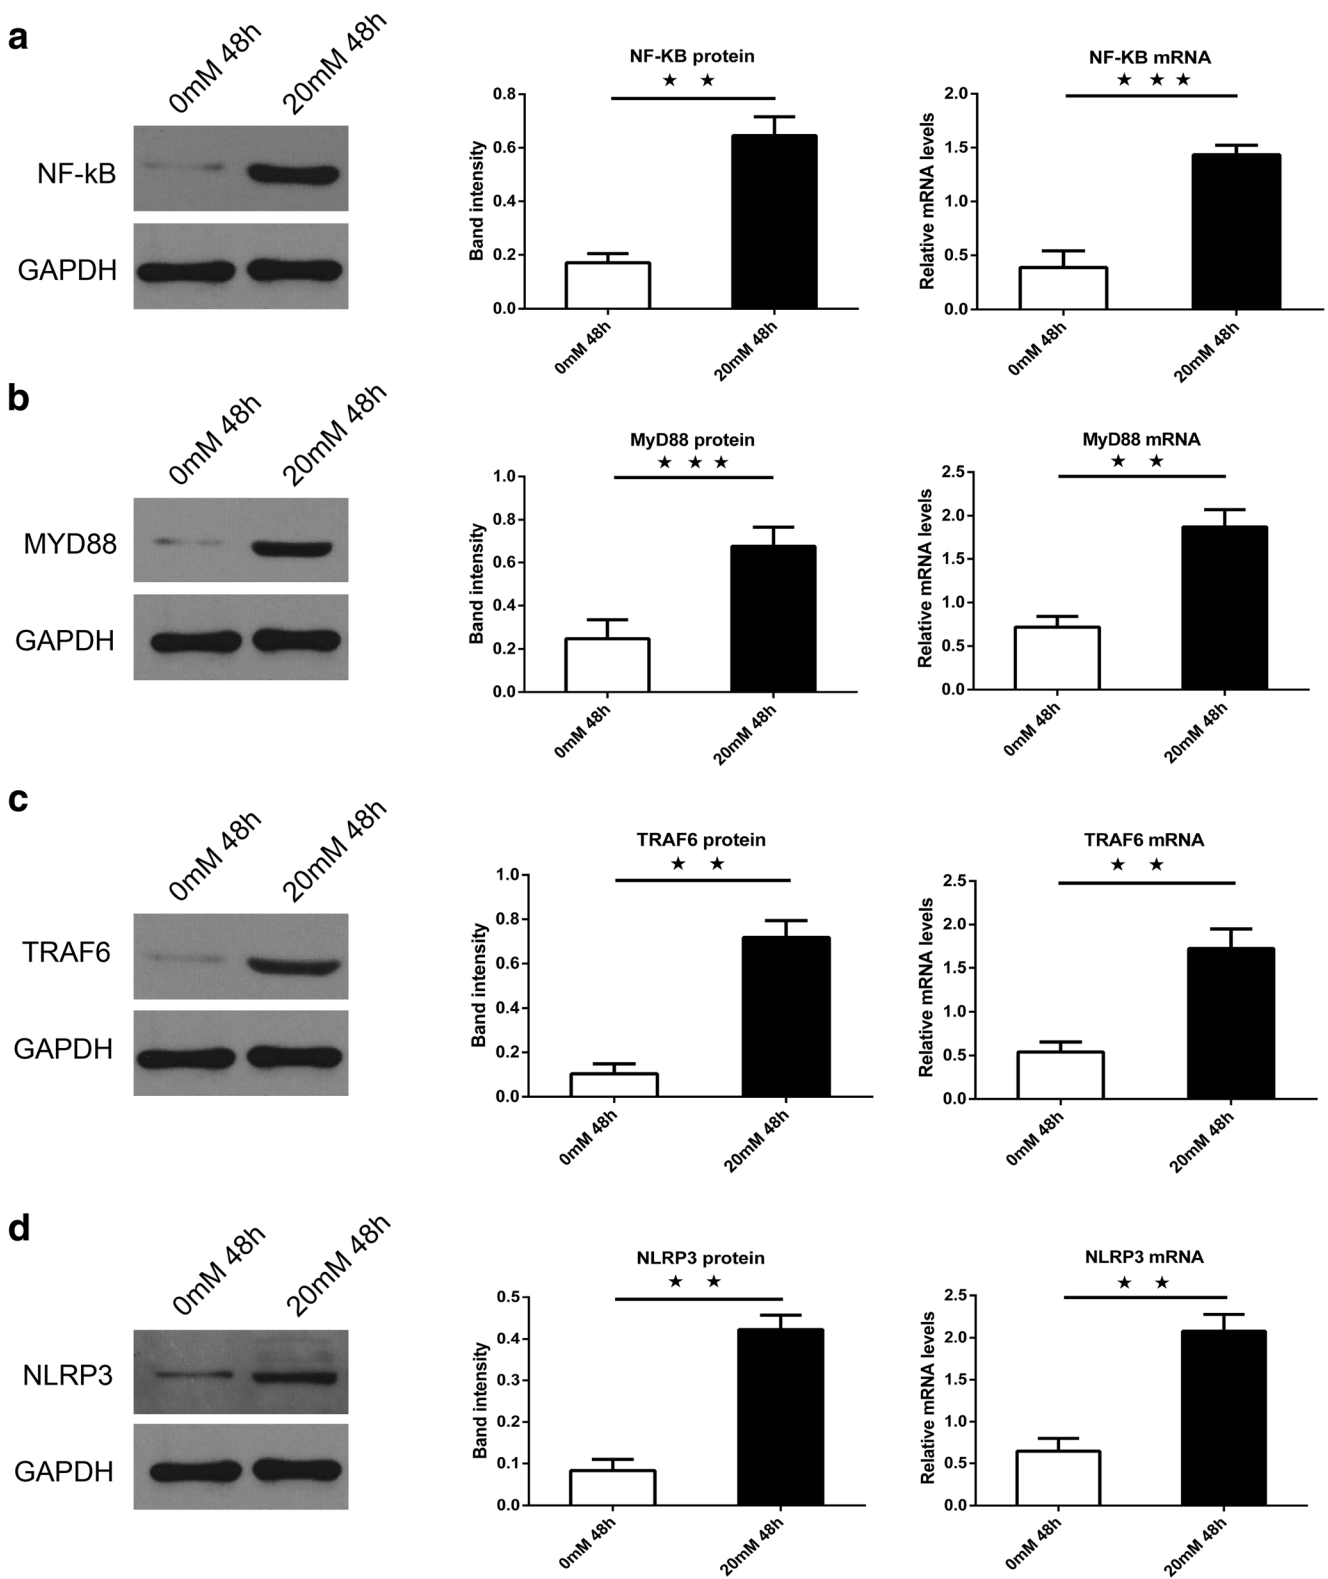 a
0mM 48h
20mM 48h
NF-kB
GAPDH
NF-KB protein
★ ★
Band intensity
0.8
0.6
0.4
0.2
0.0
0mM 48h
20mM 48h
NF-KB mRNA
★ ★ ★
Relative mRNA levels
2.0
1.5
1.0
0.5
0.0
0mM 48h
20mM 48h
b
0mM 48h
20mM 48h
MYD88
GAPDH
MyD88 protein
★ ★ ★
Band intensity
1.0
0.8
0.6
0.4
0.2
0.0
0mM 48h
20mM 48h
MyD88 mRNA
★ ★
Relative mRNA levels
2.5
2.0
1.5
1.0
0.5
0.0
0mM 48h
20mM 48h
c
0mM 48h
20mM 48h
TRAF6
GAPDH
TRAF6 protein
★ ★
Band intensity
1.0
0.8
0.6
0.4
0.2
0.0
0mM 48h
20mM 48h
TRAF6 mRNA
★ ★
Relative mRNA levels
2.5
2.0
1.5
1.0
0.5
0.0
0mM 48h
20mM 48h
d
0mM 48h
20mM 48h
NLRP3
GAPDH
NLRP3 protein
★ ★
Band intensity
0.5
0.4
0.3
0.2
0.1
0.0
0mM 48h
20mM 48h
NLRP3 mRNA
★ ★
Relative mRNA levels
2.5
2.0
1.5
1.0
0.5
0.0
0mM 48h
20mM 48h